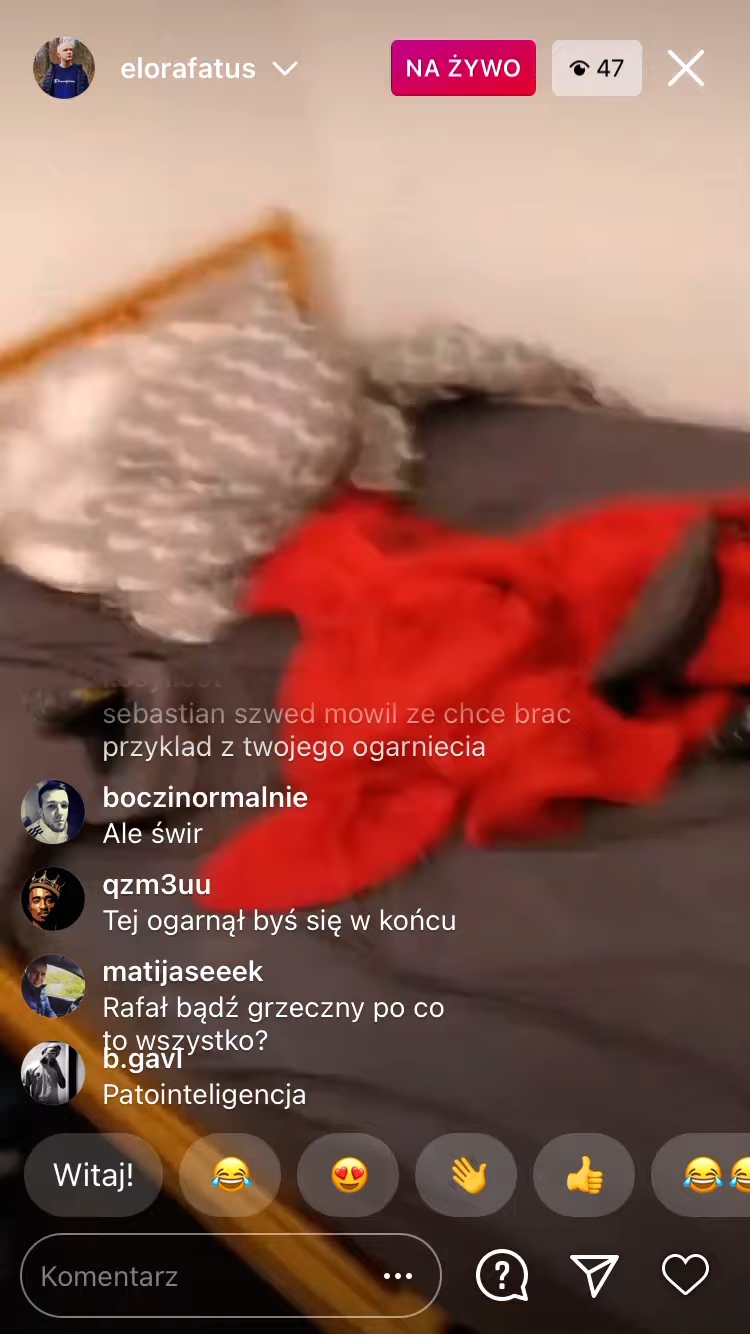 elorafatus
NA ŻYWO
47
sebastian szwed mowil ze chce brac
przyklad z twojego ogarniecia
boczinormalnie
Ale świr
qzm3uu
Tej ogarnął byś się w końcu
matijaseeek
Rafał bądź grzeczny po co
to wszystko?
b.gavl
Patointeligencja
Witaj!
Komentarz